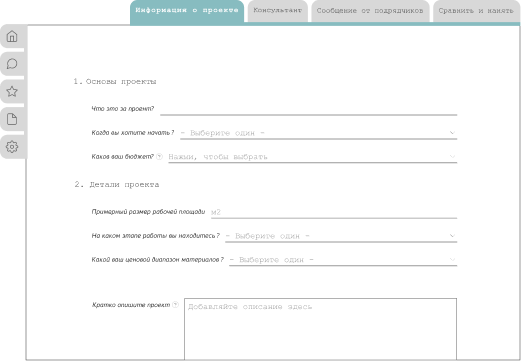 Информация о проекте
Консультант
Сообщение от подрядчиков
Сравнить и нанять
1. Основы проекты
Что это за проект?
Когда вы хотите начать?
- Выберите один -
Каков ваш бюджет?
?
Нажми, чтобы выбрать
2. Детали проекта
Примерный размер рабочей площади
м2
На каком этапе работы вы находитесь?
- Выберите один -
Какой ваш ценовой диапазон материалов?
- Выберите один -
Кратко опишите проект
?
Добавляйте описание здесь